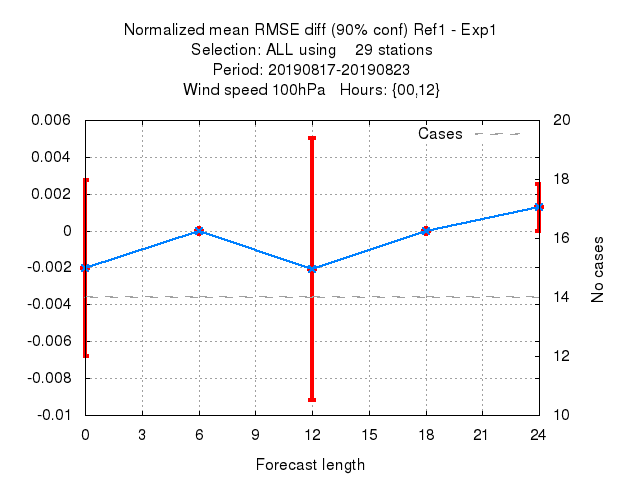 Normalized mean RMSE diff (90% conf) Ref1 - Exp1
Selection: ALL using    29 stations
Period: 20190817-20190823
Wind speed 100hPa   Hours: {00,12}
Cases
0.006
0.004
0.002
0
-0.002
-0.004
-0.006
-0.008
-0.01
20
18
16
14
12
10
No cases
0 3 6 9 12 15 18 21 24
Forecast length